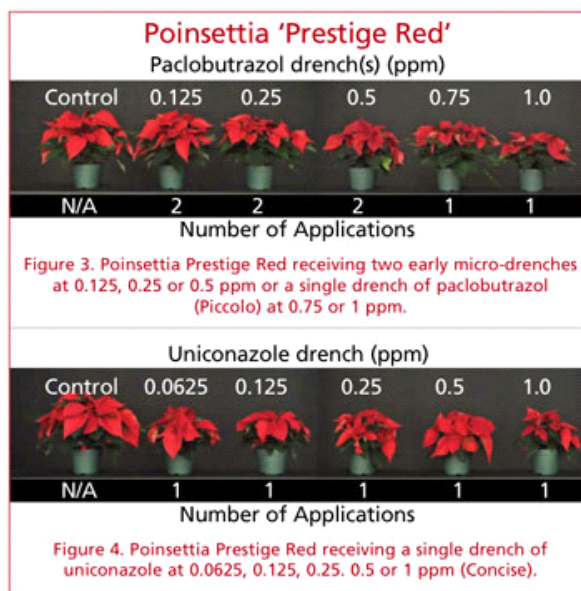 Poinsettia ‘Prestige Red’
Paclobutrazol drench(s) (ppm)
Control 0.125 0.25 0.5 0.75 1.0
N/A 2 2 2 1 1
Number of Applications
Figure 3. Poinsettia Prestige Red receiving two early micro-drenches
at 0.125, 0.25 or 0.5 ppm or a single drench of paclobutrazol
(Piccolo) at 0.75 or 1 ppm.
Uniconazole drench (ppm)
Control 0.0625 0.125 0.25 0.5 1.0
N/A 1 1 1 1 1
Number of Applications
Figure 4. Poinsettia Prestige Red receiving a single drench of
uniconazole at 0.0625, 0.125, 0.25. 0.5 or 1 ppm (Concise).